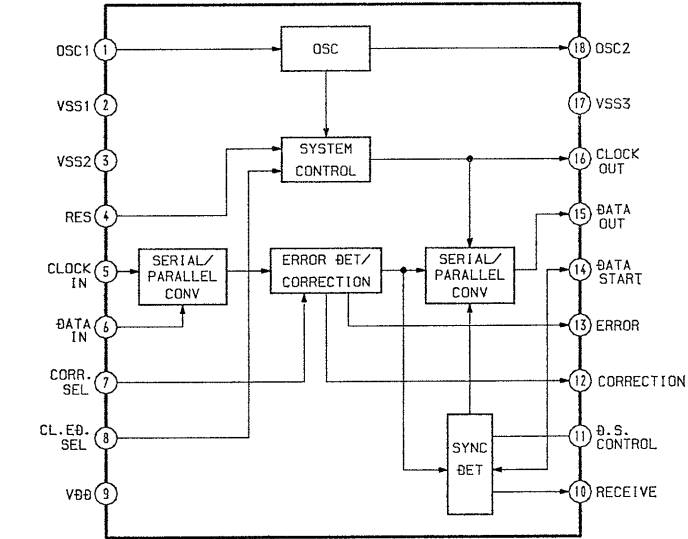 OSC1 1
OSC
18 OSC2
VSS1 2
17 VSS3
VSS2 3
SYSTEM
CONTROL
16 CLOCK
OUT
RES 4
15 DATA
OUT
CLOCK
IN
5
SERIAL/
PARALLEL
CONV
ERROR DET/
CORRECTION
SERIAL/
PARALLEL
CONV
14 DATA
START
DATA
IN
6
13 ERROR
CORR.
SEL
7
12 CORRECTION
CL.ED.
SEL
8
SYNC
DET
11 D.S.
CONTROL
VDD 9
10 RECEIVE